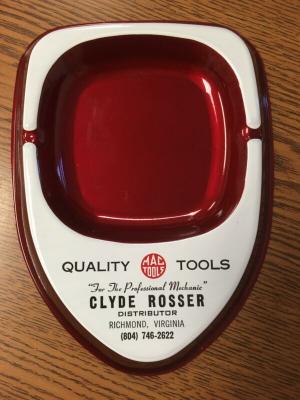 QUALITY MAC TOOLS TOOLS
"For The Professional Mechanic"
CLYDE ROSSER
DISTRIBUTOR
RICHMOND, VIRGINIA
(804) 746-2622